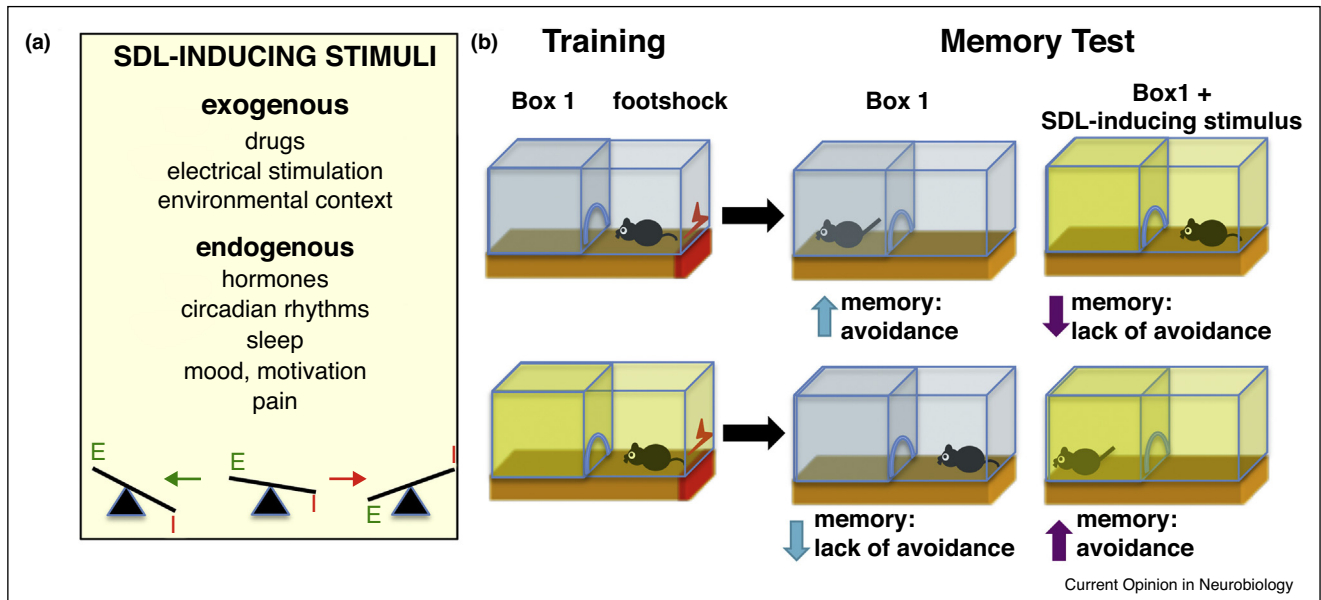 (a)
SDL-INDUCING STIMULI
exogenous
drugs
electrical stimulation
environmental context
endogenous
hormones
circadian rhythms
sleep
mood, motivation
pain
E
I
E
I
E
I
(b)
Training
Memory Test
Box 1
footshock
Box 1
Box1 +
SDL-inducing stimulus
memory:
avoidance
memory:
lack of avoidance
memory:
lack of avoidance
memory:
avoidance
Current Opinion in Neurobiology